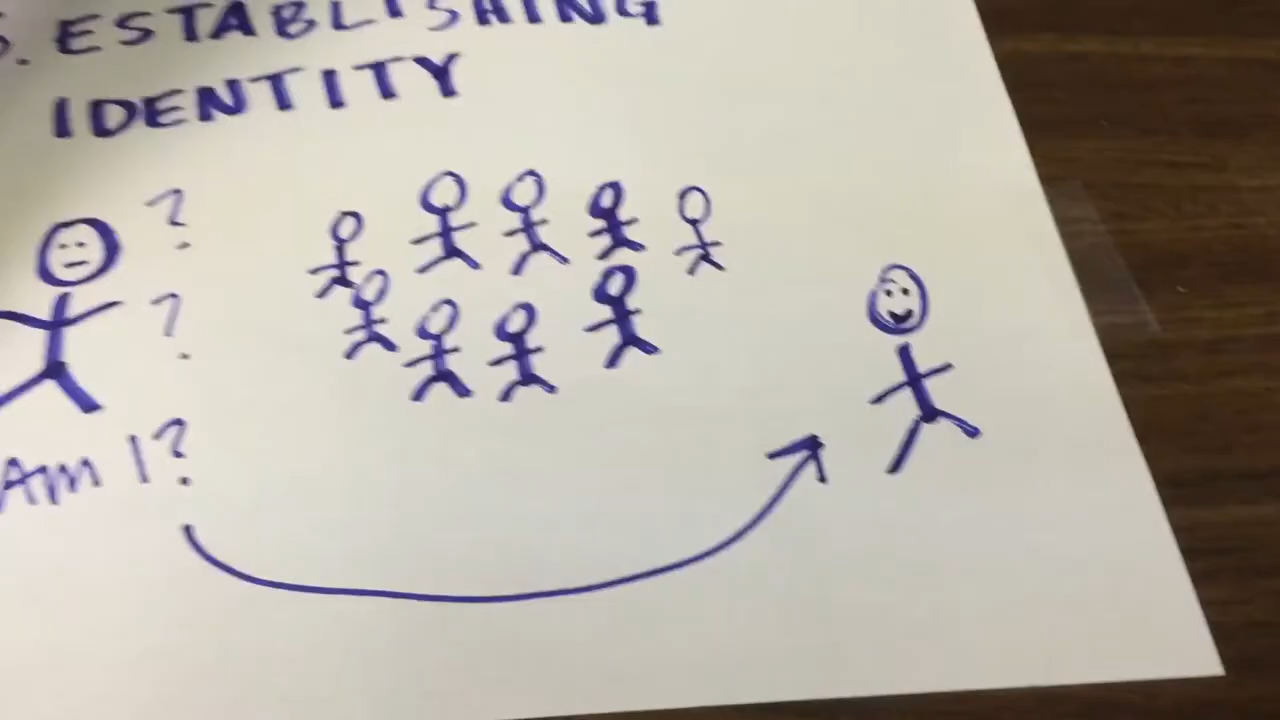 . ESTABLISHING
IDENTITY
?
?
Am I?